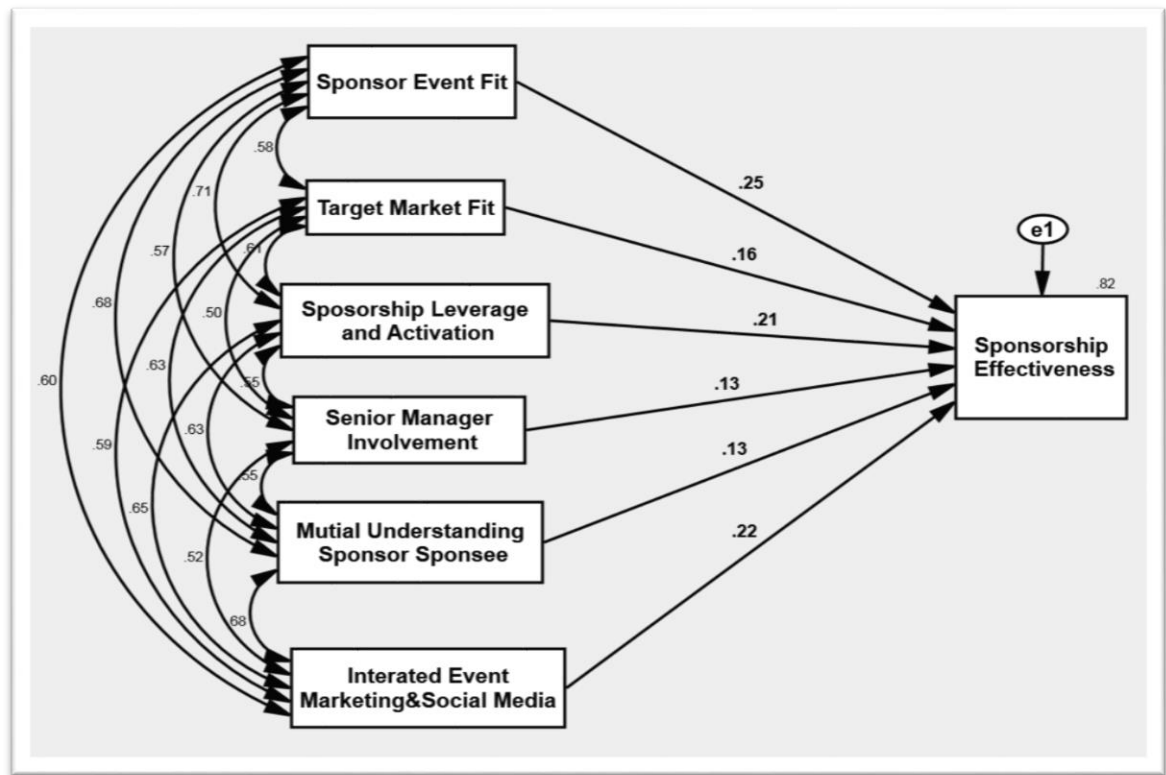 Sponsor Event Fit
.58
.25
.71
Target Market Fit
.16
e1
.57
.61
.82
.68
.50
Sposorship Leverage
and Activation
.21
Sponsorship
Effectiveness
.60
.63
.55
.13
Senior Manager
Involvement
.59
.63
.13
.55
.65
Mutial Understanding
Sponsor Sponsee
.22
.52
.68
Interated Event
Marketing&Social Media